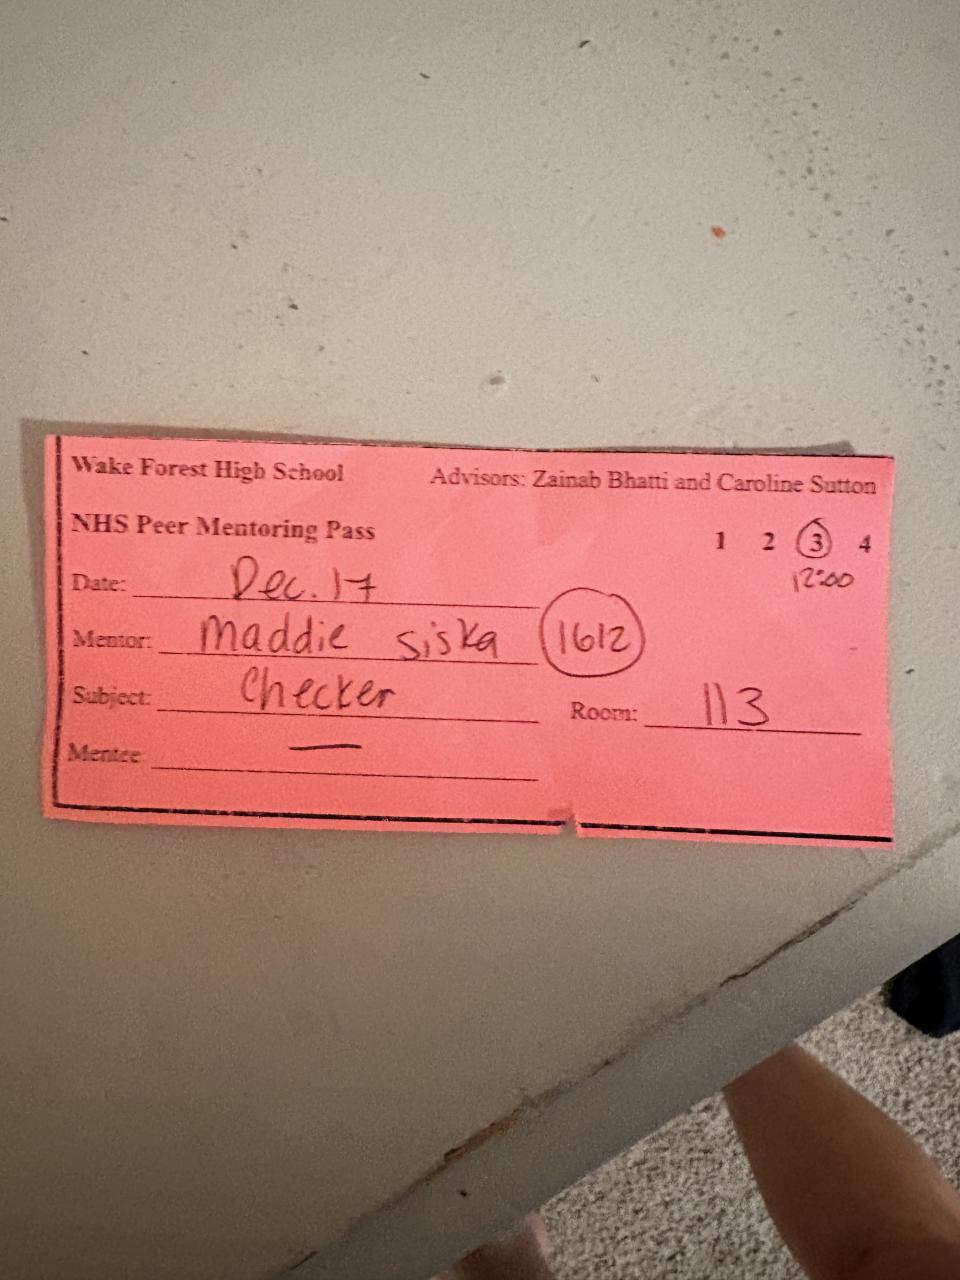 Wake Forest High School Advisors: Zainab Bhatti and Caroline Sutton
NHS Peer Mentoring Pass 1 2 3 4
12:00
Date: Dec. 17
Mentor: Maddie Siska 1612
Subject: Checker Room: 113
Mentee: —